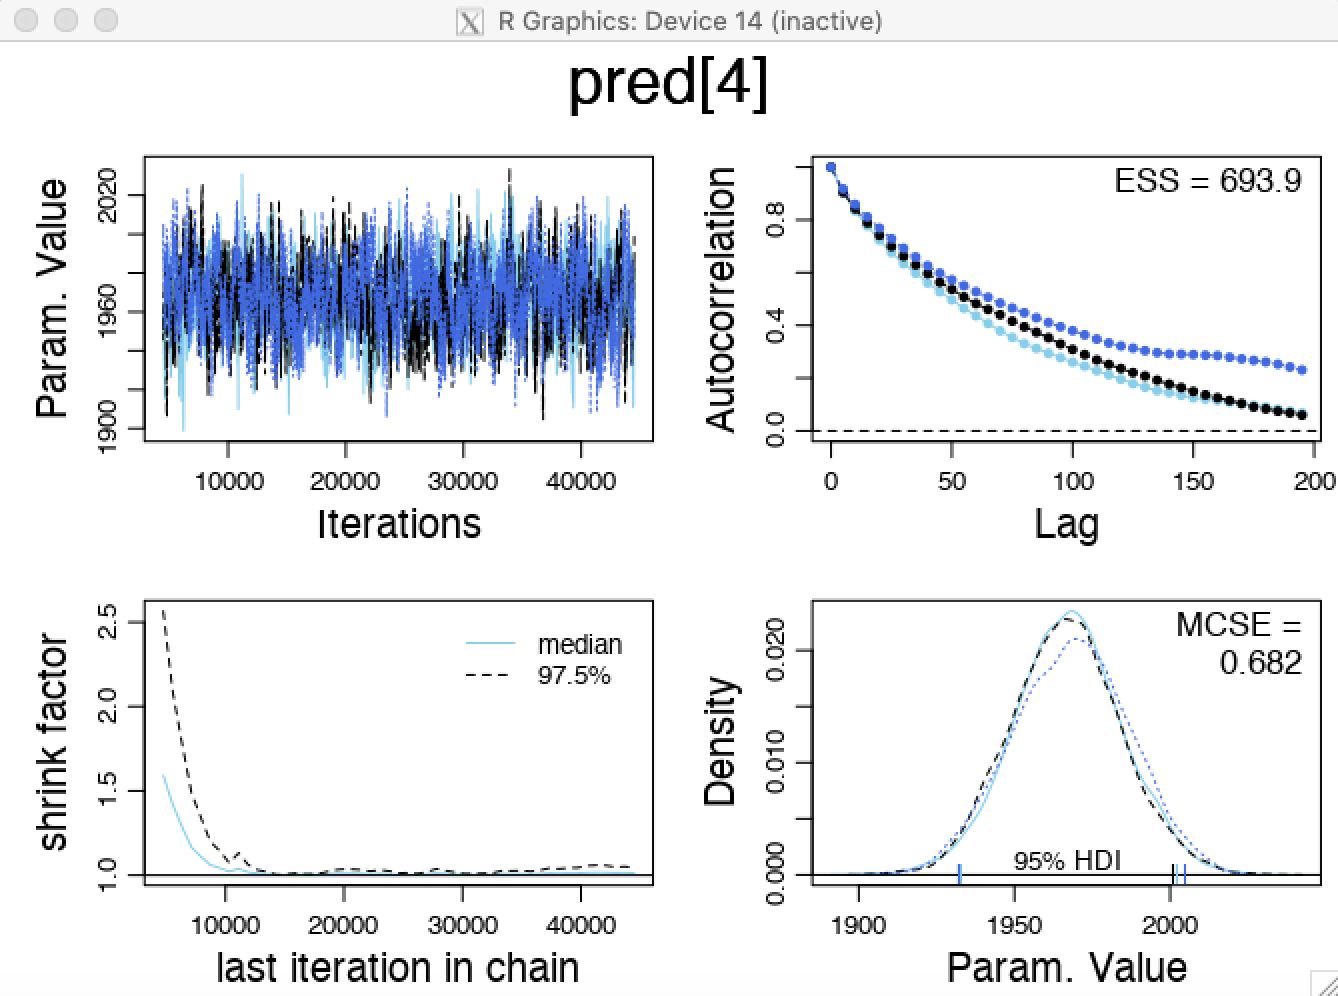 R Graphics: Device 14 (inactive)
pred[4]
Param. Value
1900 1960 2020
10000 20000 30000 40000
Iterations
Autocorrelation
0.0 0.4 0.8
ESS = 693.9
0 50 100 150 200
Lag
shrink factor
1.0 1.5 2.0 2.5
median
97.5%
10000 20000 30000 40000
last iteration in chain
Density
0.000 0.010 0.020
MCSE =
0.682
95% HDI
1900 1950 2000
Param. Value